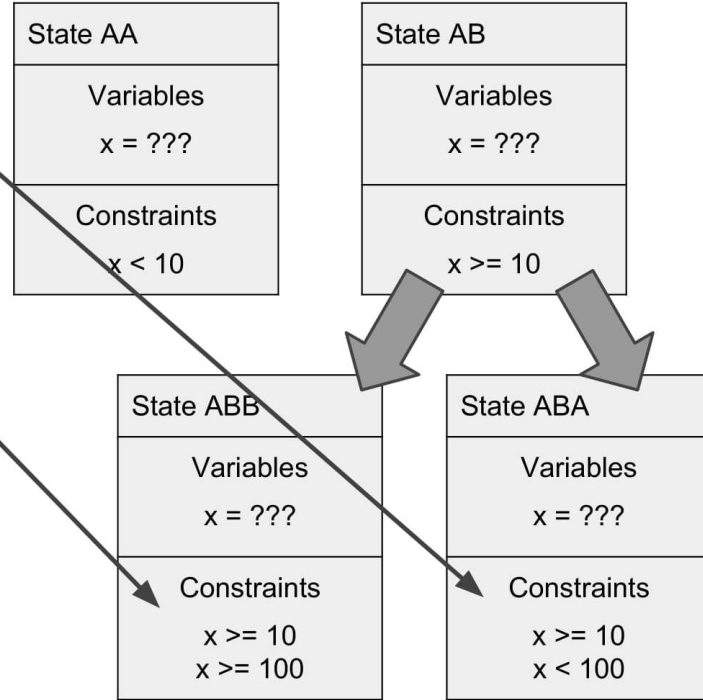 State AA
Variables
x = ???
Constraints
x < 10
State AB
Variables
x = ???
Constraints
x >= 10
State ABB
Variables
x = ???
Constraints
x >= 10
x >= 100
State ABA
Variables
x = ???
Constraints
x >= 10
x < 100